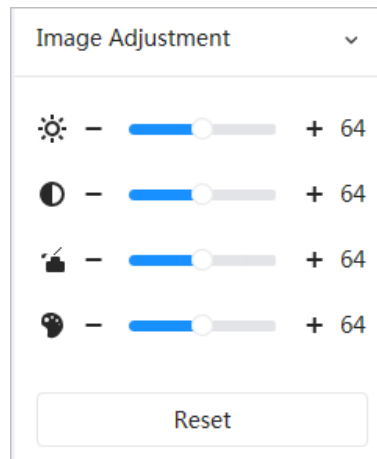 Image Adjustment
− + 64
− + 64
− + 64
− + 64
Reset